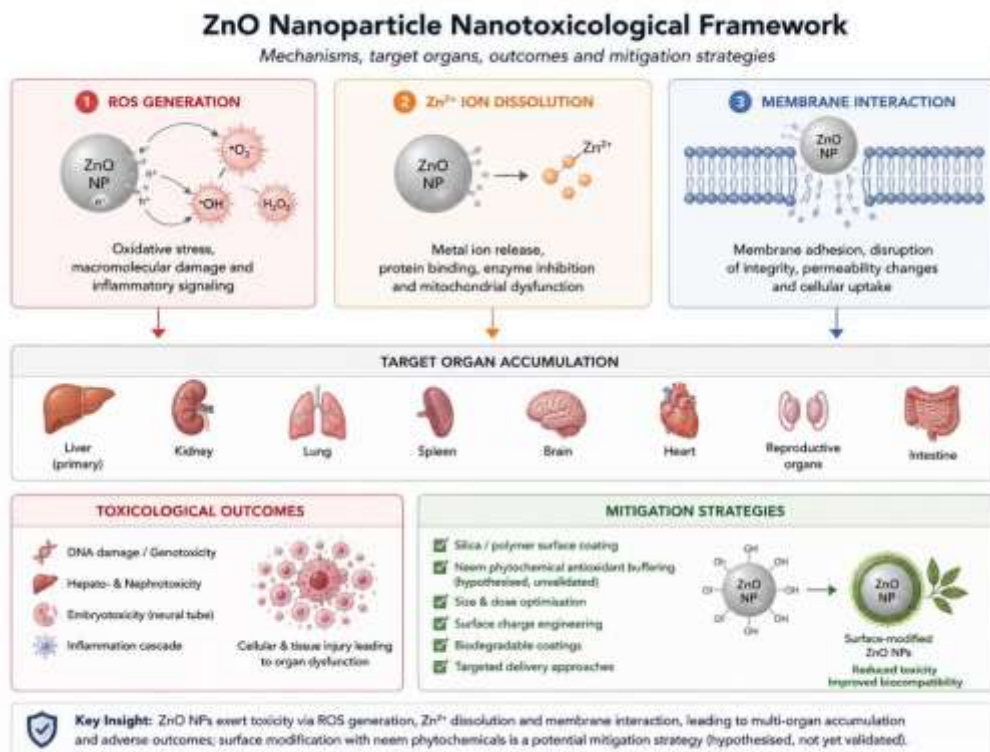 ZnO Nanoparticle Nanotoxicological Framework
Mechanisms, target organs, outcomes and mitigation strategies
1 ROS GENERATION
ZnO
NP
•O₂⁻
•OH
H₂O₂
Oxidative stress,
macromolecular damage and
inflammatory signaling
2 Zn²⁺ ION DISSOLUTION
ZnO
NP
Zn²⁺
Metal ion release,
protein binding, enzyme inhibition
and mitochondrial dysfunction
3 MEMBRANE INTERACTION
ZnO
NP
Membrane adhesion, disruption
of integrity, permeability changes
and cellular uptake
TARGET ORGAN ACCUMULATION
Liver
(primary)
Kidney
Lung
Spleen
Brain
Heart
Reproductive
organs
Intestine
TOXICOLOGICAL OUTCOMES
DNA damage / Genotoxicity
Hepato- & Nephrotoxicity
Embryotoxicity (neural tube)
Inflammation cascade
Cellular & tissue injury leading
to organ dysfunction
MITIGATION STRATEGIES
Silica / polymer surface coating
Neem phytochemical antioxidant buffering
(hypothesised, unvalidated)
Size & dose optimisation
Surface charge engineering
Biodegradable coatings
Targeted delivery approaches
OH
OH
OH
OH
OH
ZnO
NP
ZnO
NP
Surface-modified
ZnO NPs
Reduced toxicity
Improved biocompatibility
Key Insight: ZnO NPs exert toxicity via ROS generation, Zn²⁺ dissolution and membrane interaction, leading to multi-organ accumulation
and adverse outcomes; surface modification with neem phytochemicals is a potential mitigation strategy (hypothesised, not yet validated).